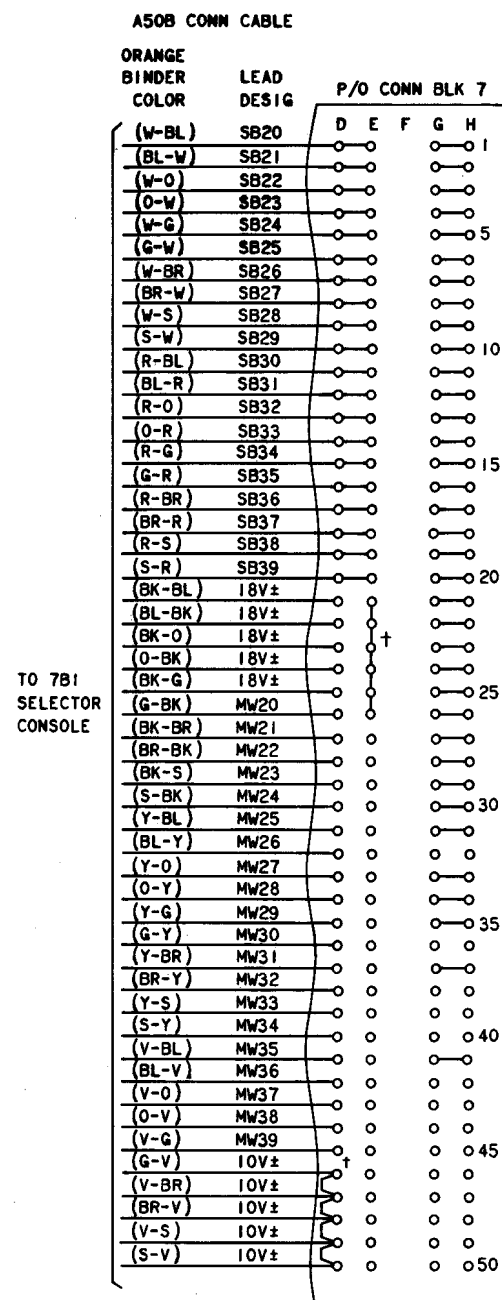 A50B CONN CABLE
ORANGE
BINDER LEAD
COLOR DESIG
P/O CONN BLK 7
D E F G H
(W-BL) SB20 1
(BL-W) SB21
(W-O) SB22
(O-W) SB23
(W-G) SB24 5
(G-W) SB25
(W-BR) SB26
(BR-W) SB27
(W-S) SB28
(S-W) SB29 10
(R-BL) SB30
(BL-R) SB31
(R-O) SB32
(O-R) SB33
(R-G) SB34 15
(G-R) SB35
(R-BR) SB36
(BR-R) SB37
(R-S) SB38
(S-R) SB39 20
(BK-BL) 18V±
(BL-BK) 18V±
(BK-O) 18V± †
(O-BK) 18V±
(BK-G) 18V± 25
TO 7B1
SELECTOR
CONSOLE
(G-BK) MW20
(BK-BR) MW21
(BR-BK) MW22
(BK-S) MW23
(S-BK) MW24 30
(Y-BL) MW25
(BL-Y) MW26
(Y-O) MW27
(O-Y) MW28
(Y-G) MW29 35
(G-Y) MW30
(Y-BR) MW31
(BR-Y) MW32
(Y-S) MW33
(S-Y) MW34 40
(V-BL) MW35
(BL-V) MW36
(V-O) MW37
(O-V) MW38
(V-G) MW39 45
(G-V) 10V± †
(V-BR) 10V±
(BR-V) 10V±
(V-S) 10V±
(S-V) 10V± 50